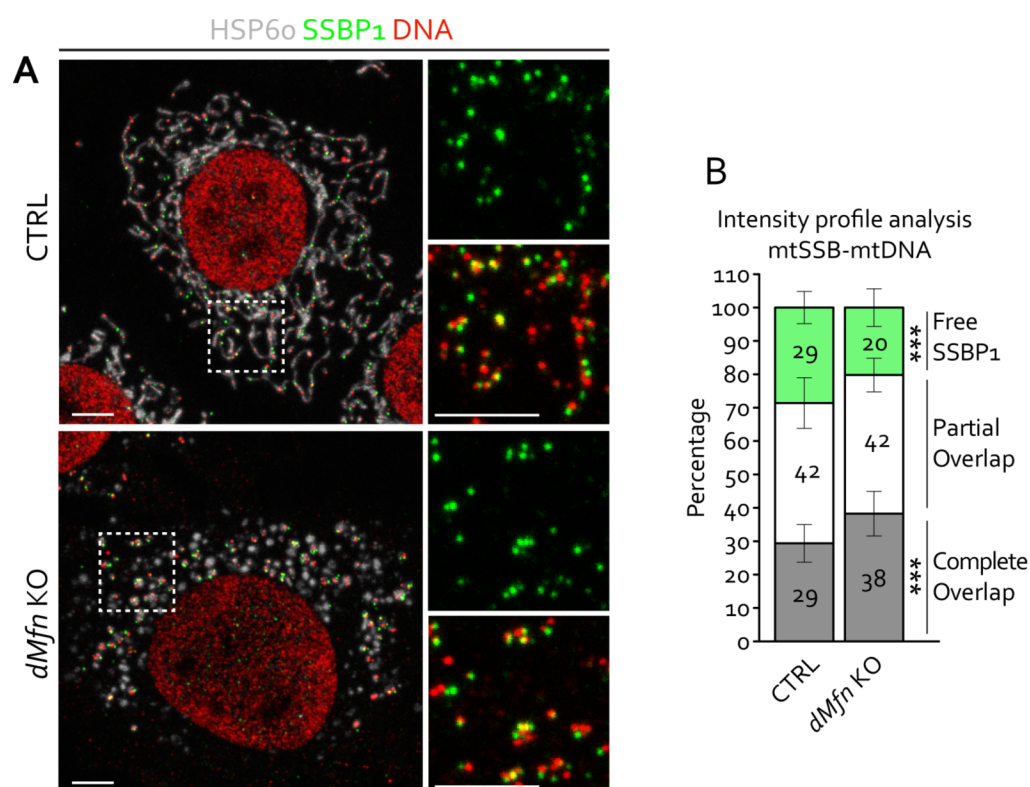 HSP60 SSBP1 DNA
A
CTRL
dMfn KO
B
Intensity profile analysis
mtSSB-mtDNA
Percentage
110
100
90
80
70
60
50
40
30
20
10
0
29
42
29
20
42
38
CTRL
dMfn KO
***
Free
SSBP1
Partial
Overlap
***
Complete
Overlap